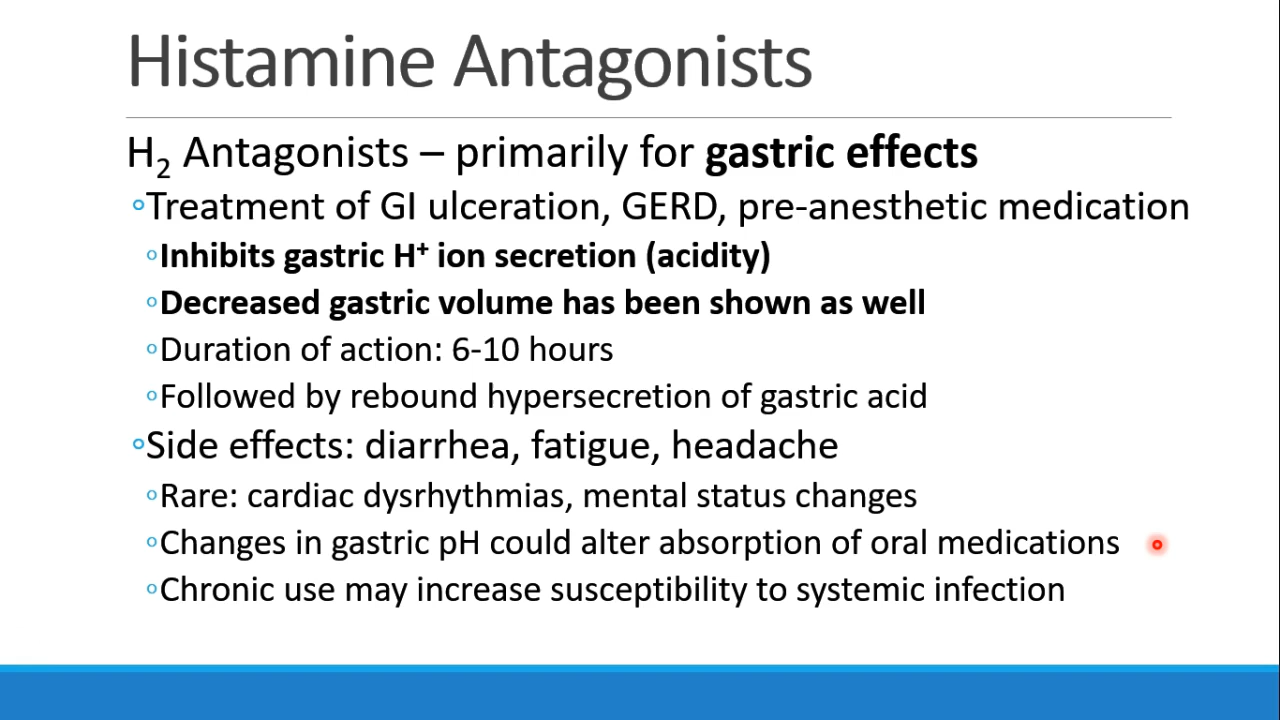 Histamine Antagonists
H₂ Antagonists – primarily for gastric effects
◦Treatment of GI ulceration, GERD, pre-anesthetic medication
◦Inhibits gastric H⁺ ion secretion (acidity)
◦Decreased gastric volume has been shown as well
◦Duration of action: 6-10 hours
◦Followed by rebound hypersecretion of gastric acid
◦Side effects: diarrhea, fatigue, headache
◦Rare: cardiac dysrhythmias, mental status changes
◦Changes in gastric pH could alter absorption of oral medications
◦Chronic use may increase susceptibility to systemic infection